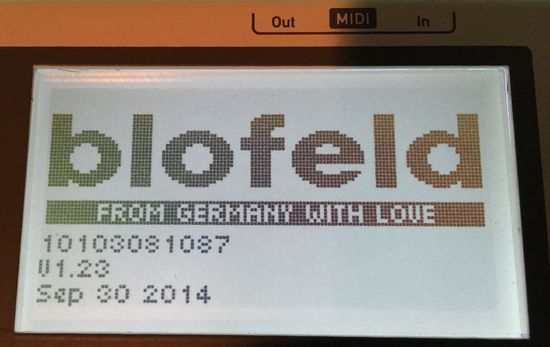 Out MIDI In
blofeld
FROM GERMANY WITH LOVE
10103081087
V1.23
Sep 30 2014